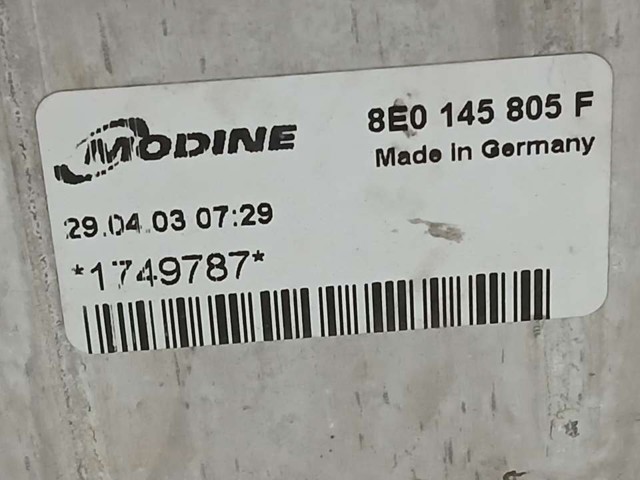 MODINE
8E0 145 805 F
Made in Germany
29.04.03 07:29
*1749787*